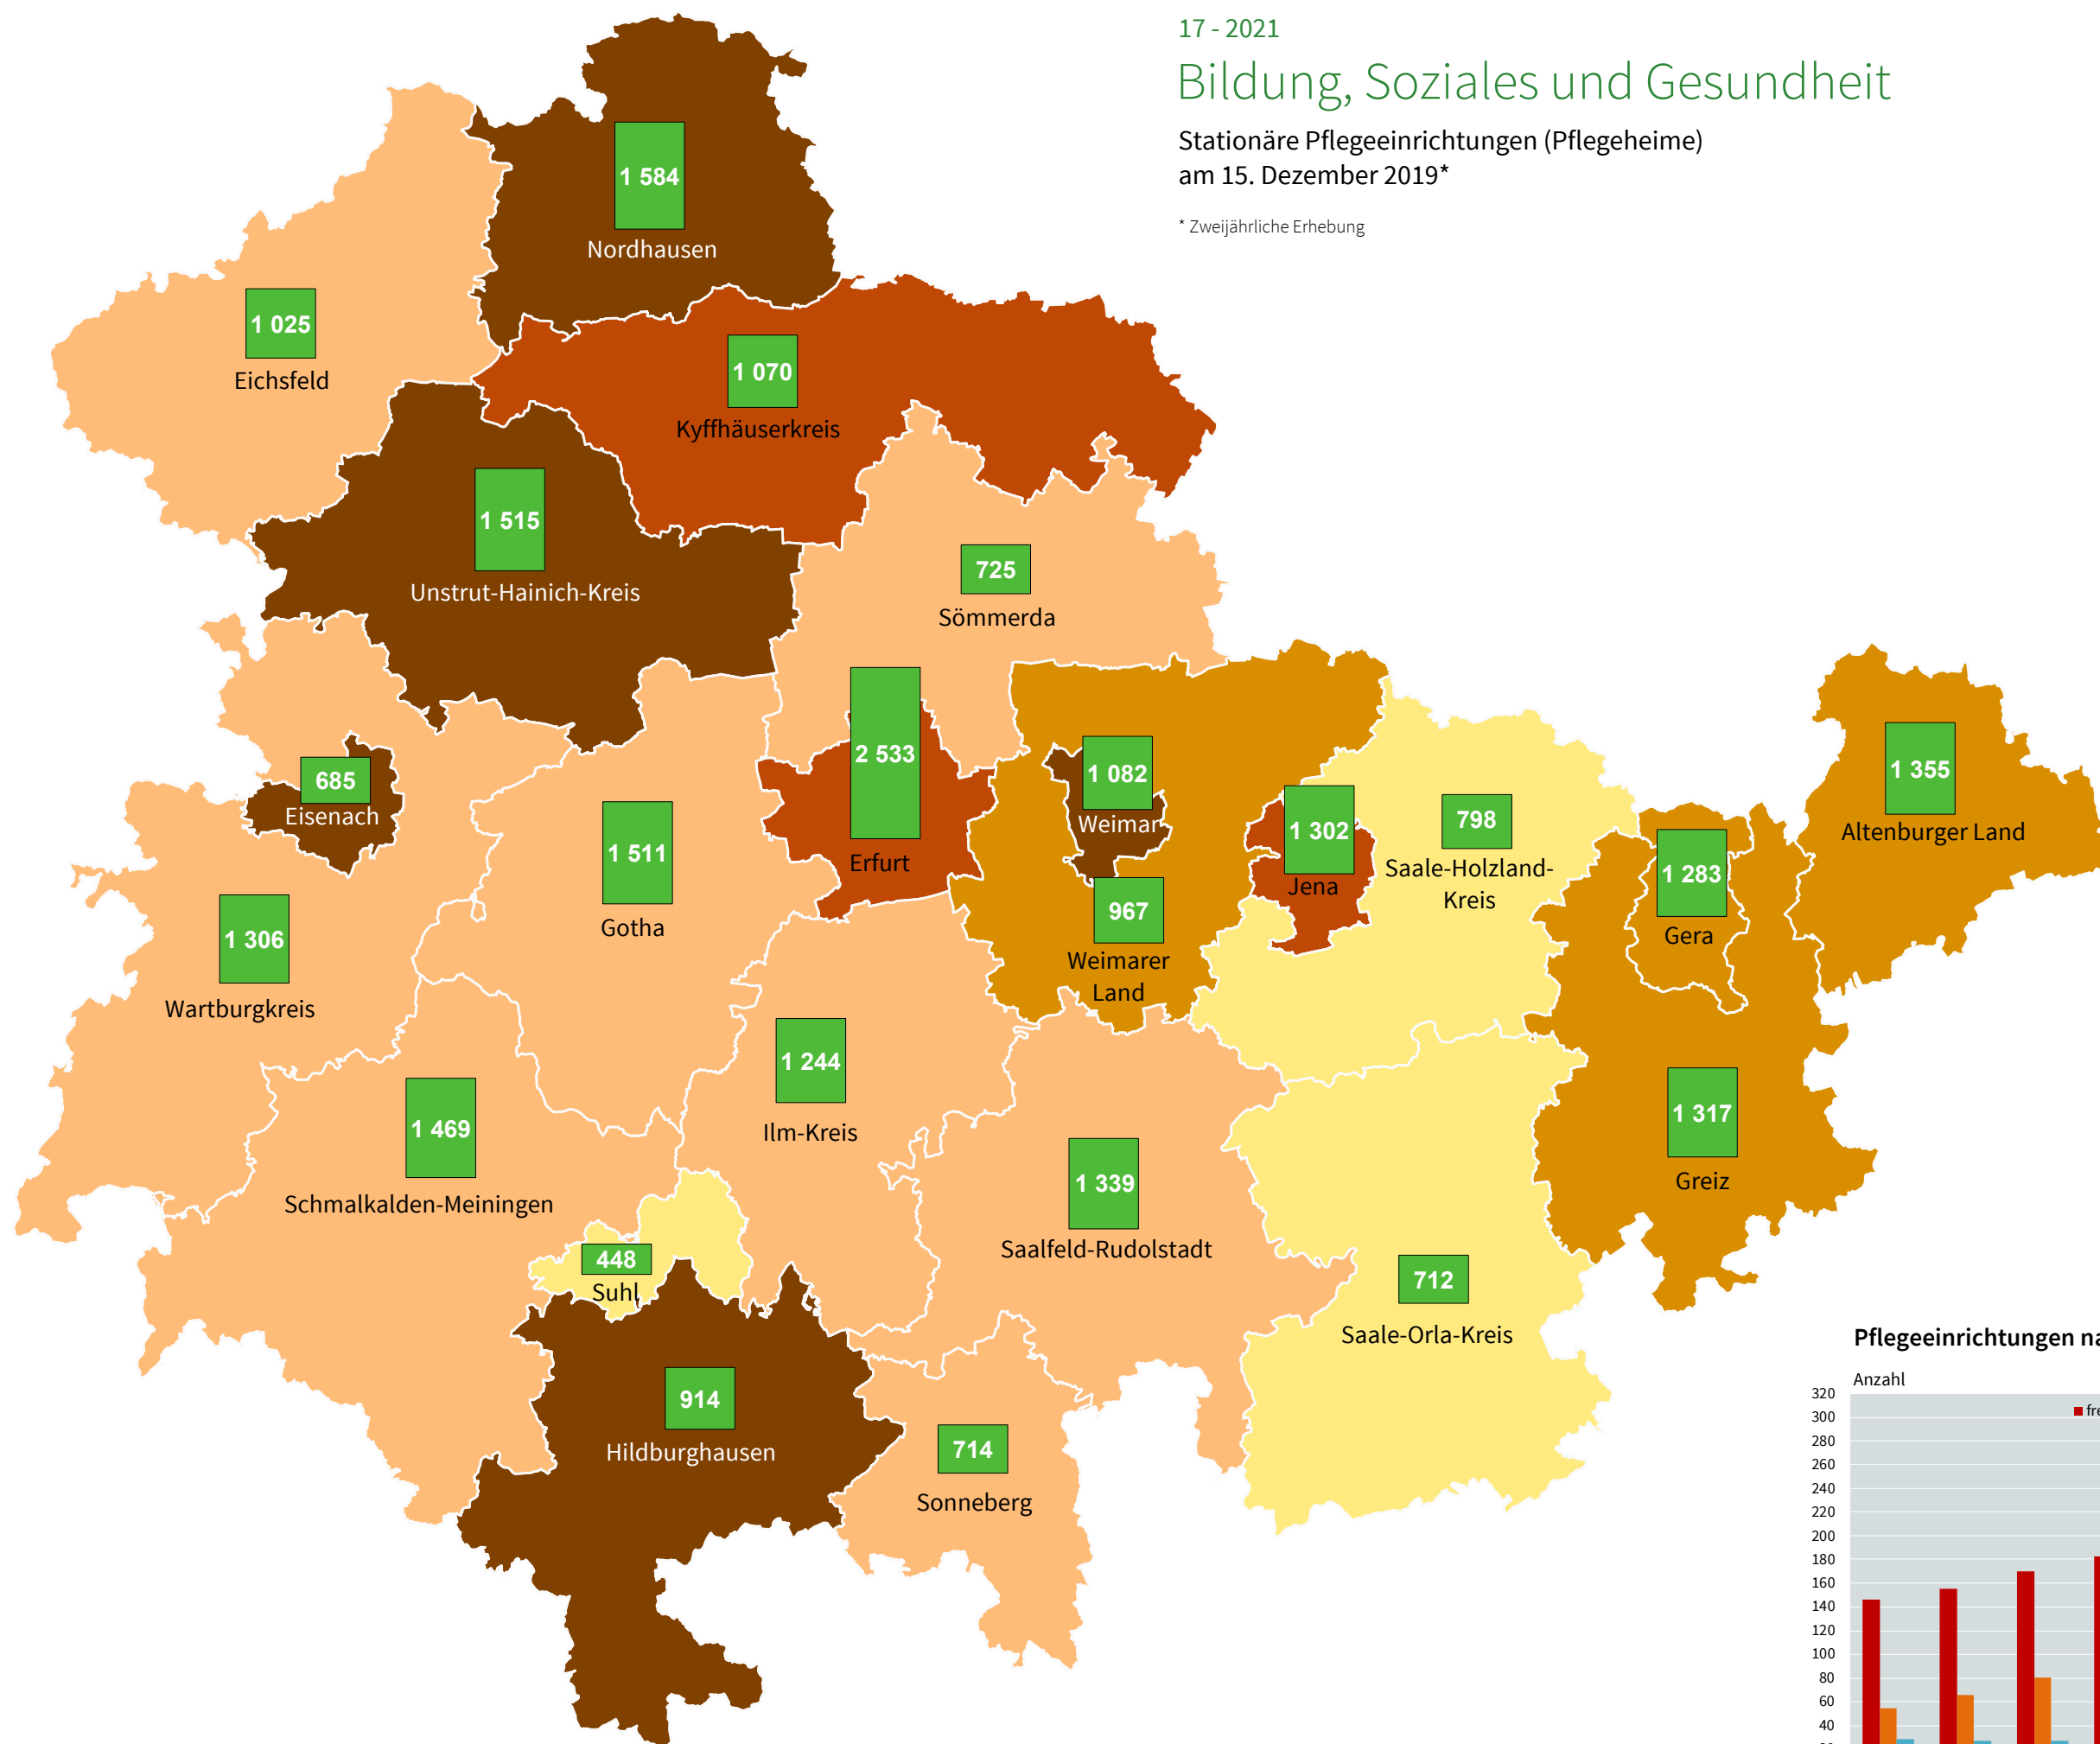 17 - 2021
Bildung, Soziales und Gesundheit
Stationäre Pflegeeinrichtungen (Pflegeheime)
am 15. Dezember 2019*
* Zweijährliche Erhebung
1 584
Nordhausen
1 025
Eichsfeld
1 070
Kyffhäuserkreis
1 515
Unstrut-Hainich-Kreis
725
Sömmerda
2 533
Erfurt
685
Eisenach
1 511
Gotha
1 082
Weimar
967
Weimarer
Land
1 302
Jena
798
Saale-Holzland-
Kreis
1 283
Gera
1 355
Altenburger Land
1 306
Wartburgkreis
1 244
Ilm-Kreis
1 469
Schmalkalden-Meiningen
1 339
Saalfeld-Rudolstadt
1 317
Greiz
448
Suhl
712
Saale-Orla-Kreis
914
Hildburghausen
714
Sonneberg
Pflegeeinrichtungen na
Anzahl
320
300
280
260
240
220
200
180
160
140
120
100
80
60
40
fre